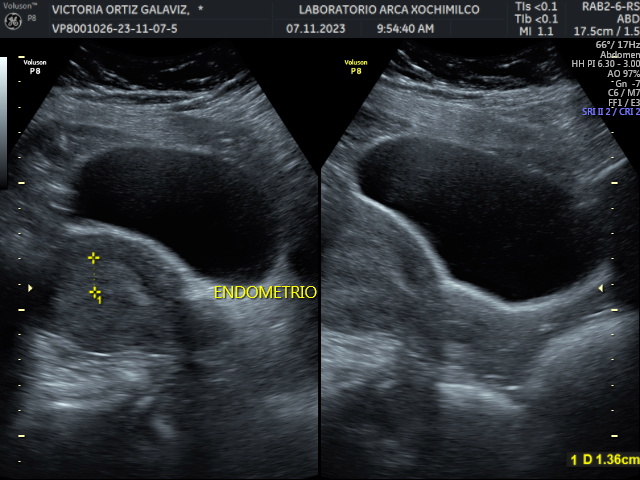 Voluson™
P8
VICTORIA ORTIZ GALAVIZ, *
VP8001026-23-11-07-5
LABORATORIO ARCA XOCHIMILCO
07.11.2023 9:54:40 AM
TIs <0.1
TIb <0.1
MI 1.1
RAB2-6-RS
ABD
17.5cm / 1.5
66°/ 17Hz
Abdomen
HH PI 6.30 - 3.00
AO 97%
Gn -7
C6 / M7
FF1 / E3
SRI II 2 / CRI 2
Voluson
P8
Voluson
P8
1
ENDOMETRIO
1 D 1.36cm